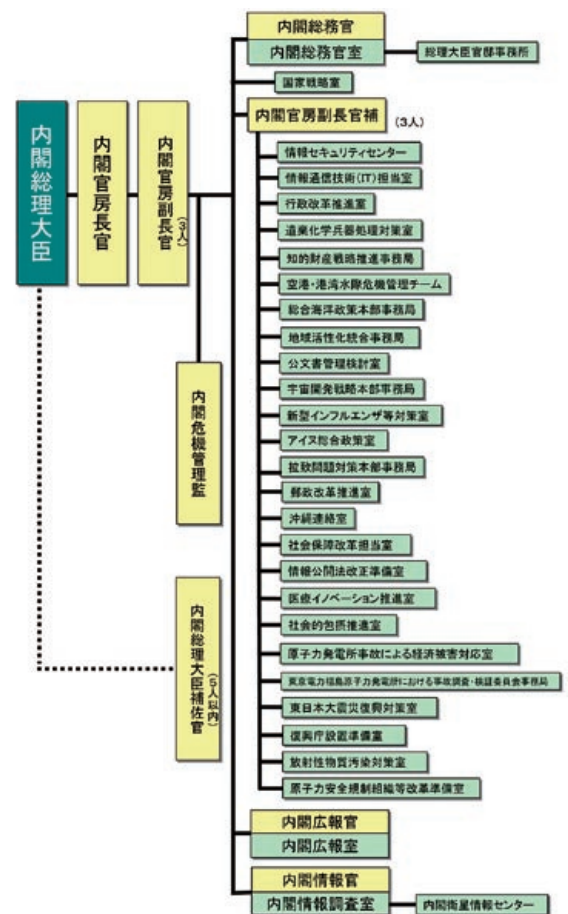 内閣総務官
内閣総務官室
総理大臣官邸事務所
国家戦略室
内閣総理大臣
内閣官房長官
内閣官房副長官(3人)
内閣官房副長官補 (3人)
情報セキュリティセンター
情報通信技術(IT)担当室
行政改革推進室
遺棄化学兵器処理対策室
知的財産戦略推進事務局
空港・港湾水際危機管理チーム
総合海洋政策本部事務局
地域活性化統合事務局
公文書管理検討室
宇宙開発戦略本部事務局
新型インフルエンザ等対策室
アイヌ総合政策室
拉致問題対策本部事務局
郵政改革推進室
沖縄連絡室
社会保障改革担当室
情報公開法改正準備室
医療イノベーション推進室
社会的包摂推進室
原子力発電所事故による経済被害対応室
東京電力福島原子力発電所における事故調査・検証委員会事務局
東日本大震災復興対策室
復興庁設置準備室
放射性物質汚染対策室
原子力安全規制組織等改革準備室
内閣危機管理監
内閣総理大臣補佐官(5人以内)
内閣広報官
内閣広報室
内閣情報官
内閣情報調査室
内閣衛星情報センター